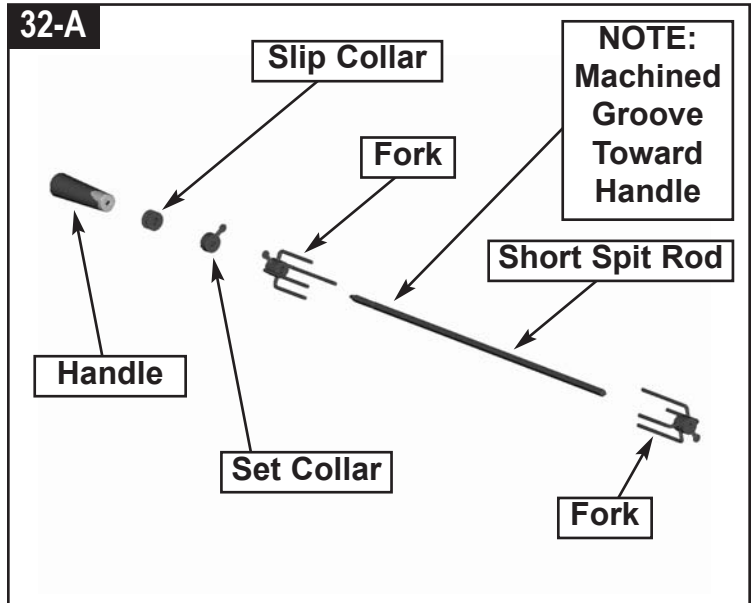 32-A
Slip Collar
NOTE:
Machined
Groove
Toward
Handle
Fork
Short Spit Rod
Handle
Set Collar
Fork